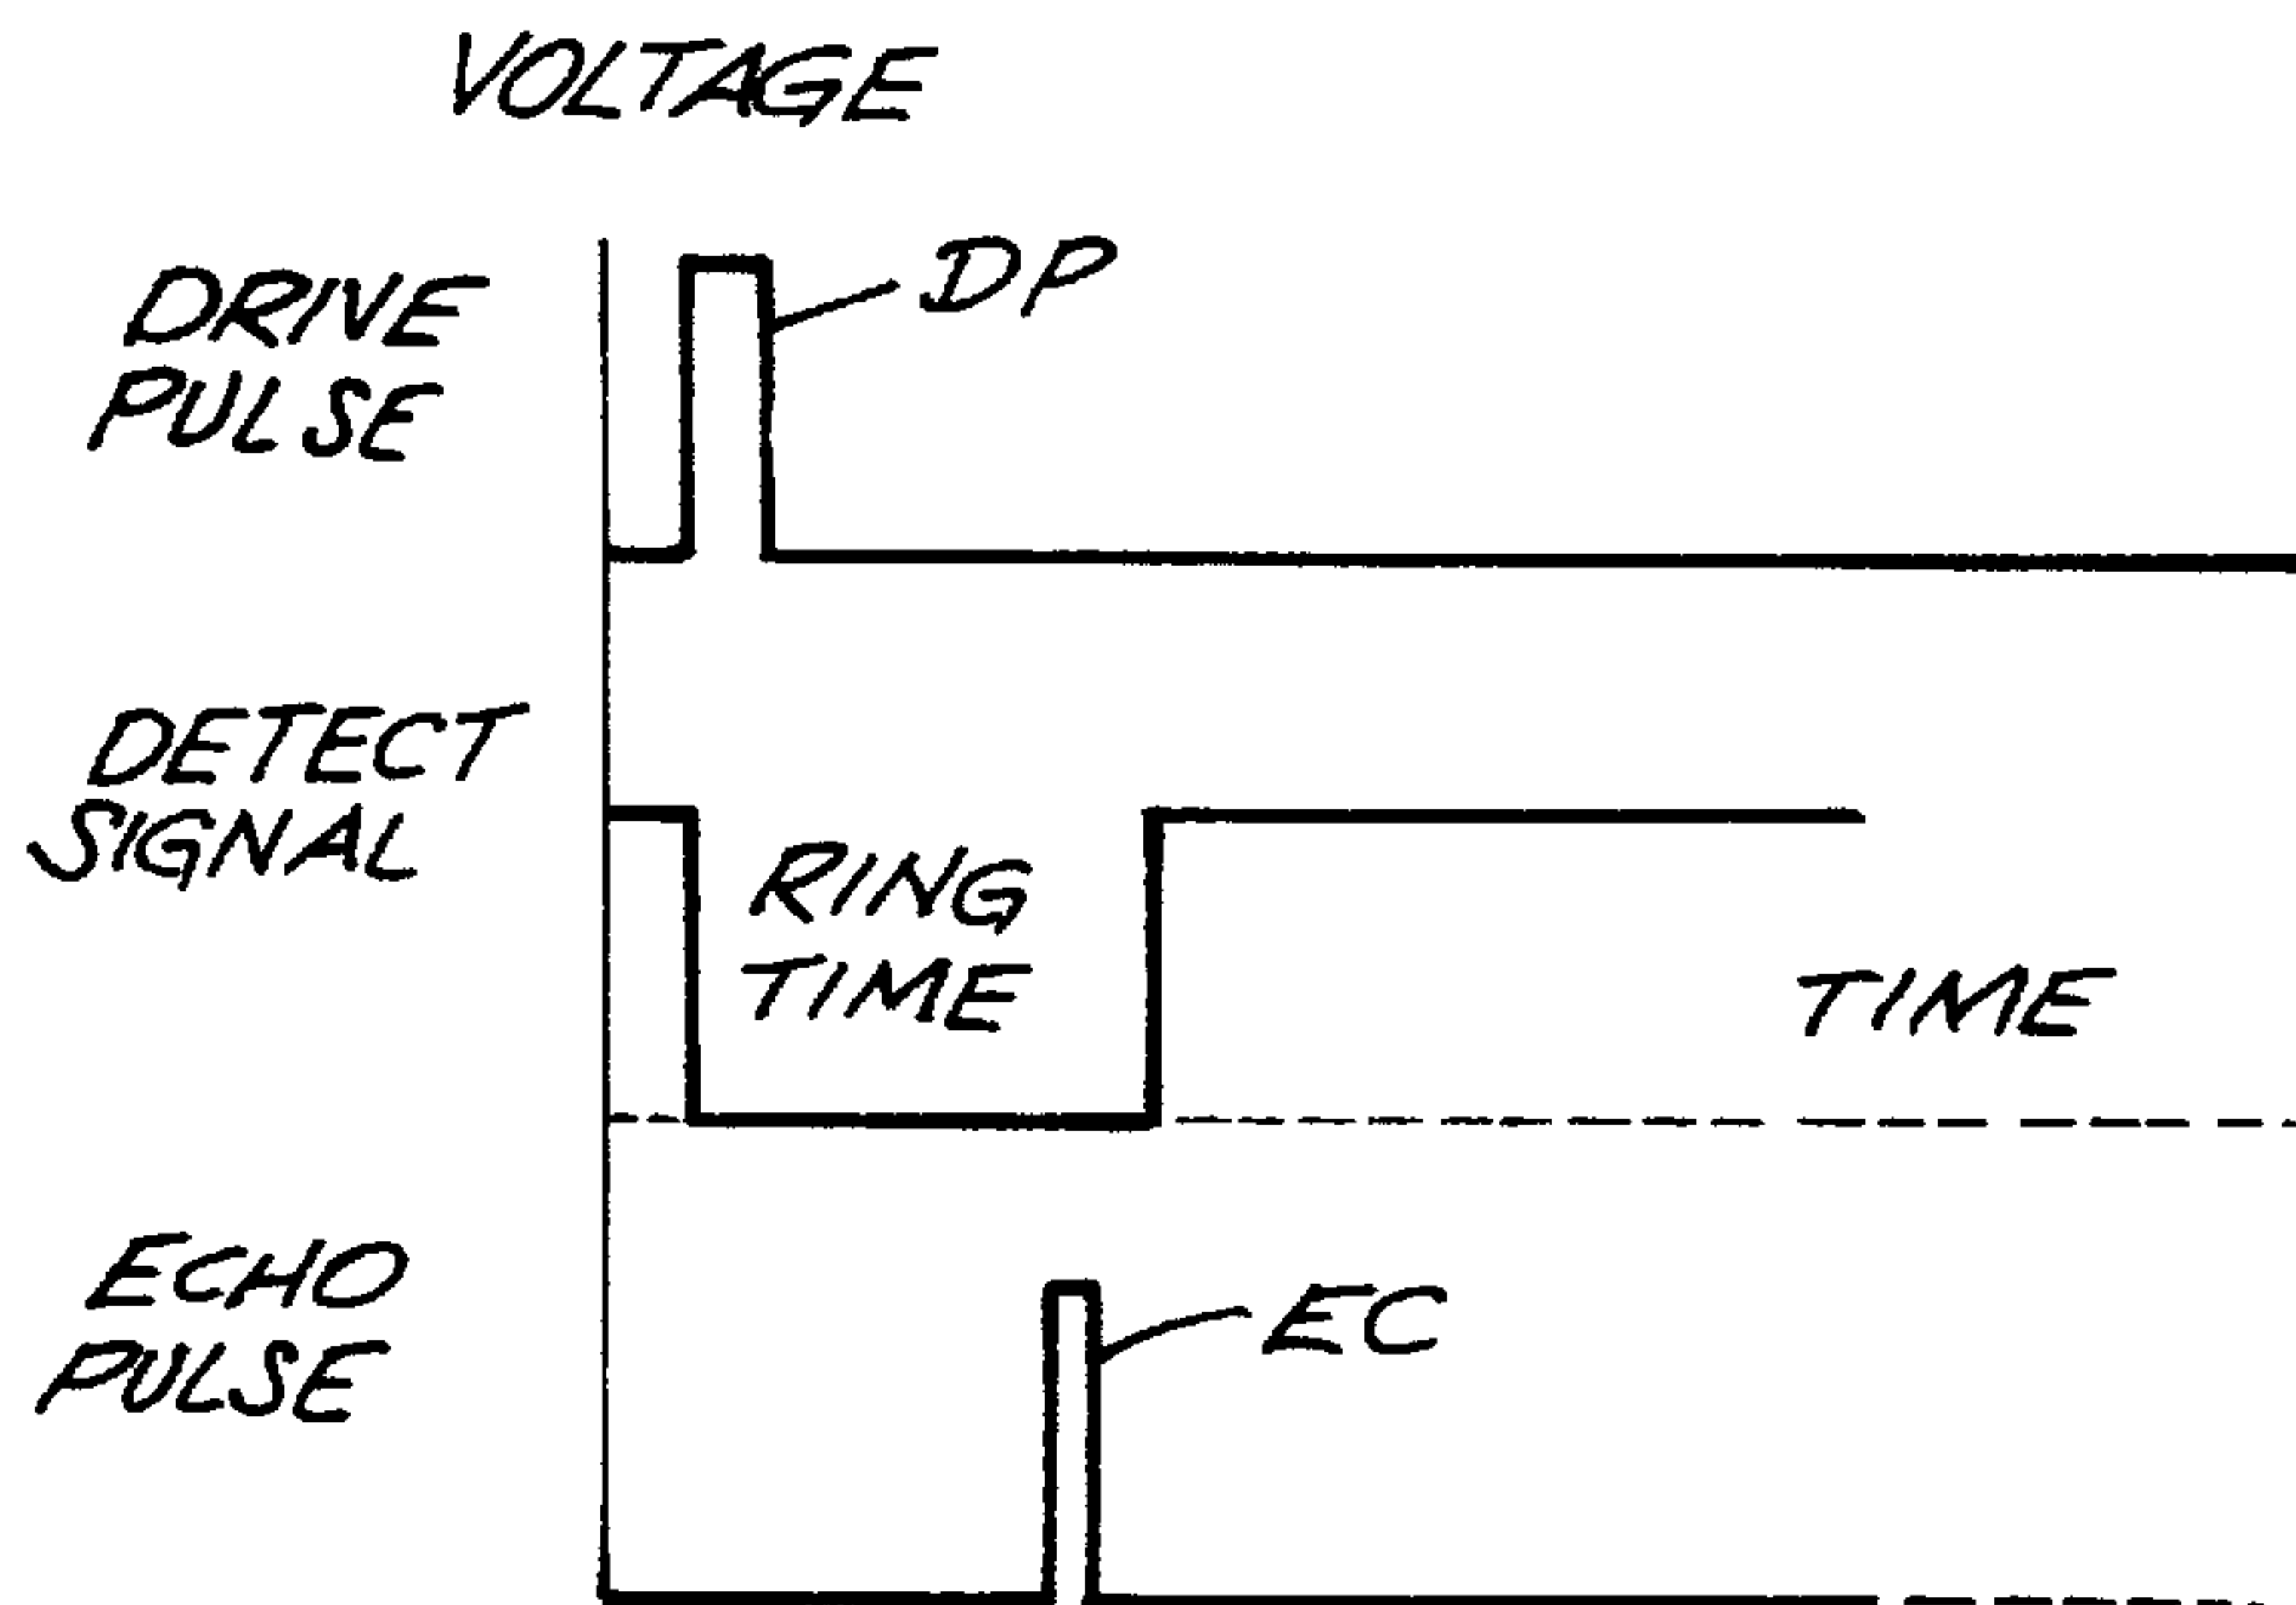 VOLTAGE
DRIVE
PULSE
DP
DETECT
SIGNAL
RING
TIME
TIME
ECHO
PULSE
EC